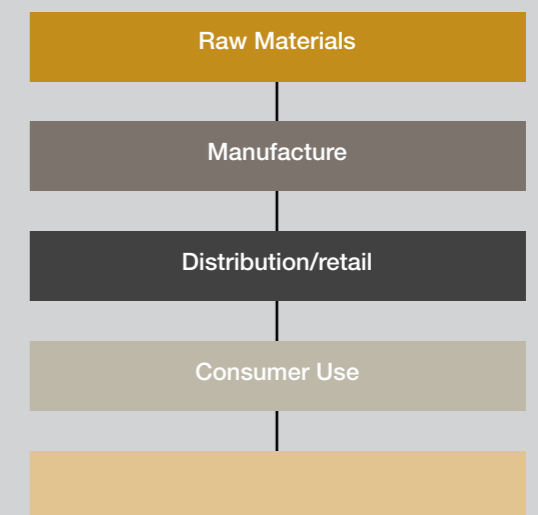 Raw Materials
Manufacture
Distribution/retail
Consumer Use